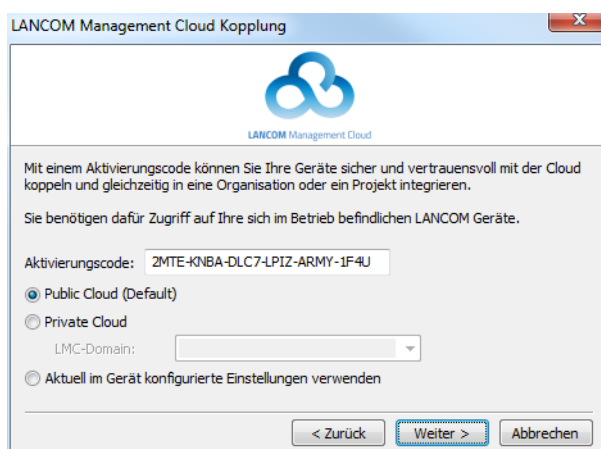 LANCOM Management Cloud Kopplung
LANCOM Management Cloud
Mit einem Aktivierungscode können Sie Ihre Geräte sicher und vertrauensvoll mit der Cloud
koppeln und gleichzeitig in eine Organisation oder ein Projekt integrieren.
Sie benötigen dafür Zugriff auf Ihre sich im Betrieb befindlichen LANCOM Geräte.
Aktivierungscode: 2MTE-KNBA-DLC7-LPIZ-ARMY-1F4U
Public Cloud (Default)
Private Cloud
LMC-Domain:
Aktuell im Gerät konfigurierte Einstellungen verwenden
< Zurück Weiter > Abbrechen